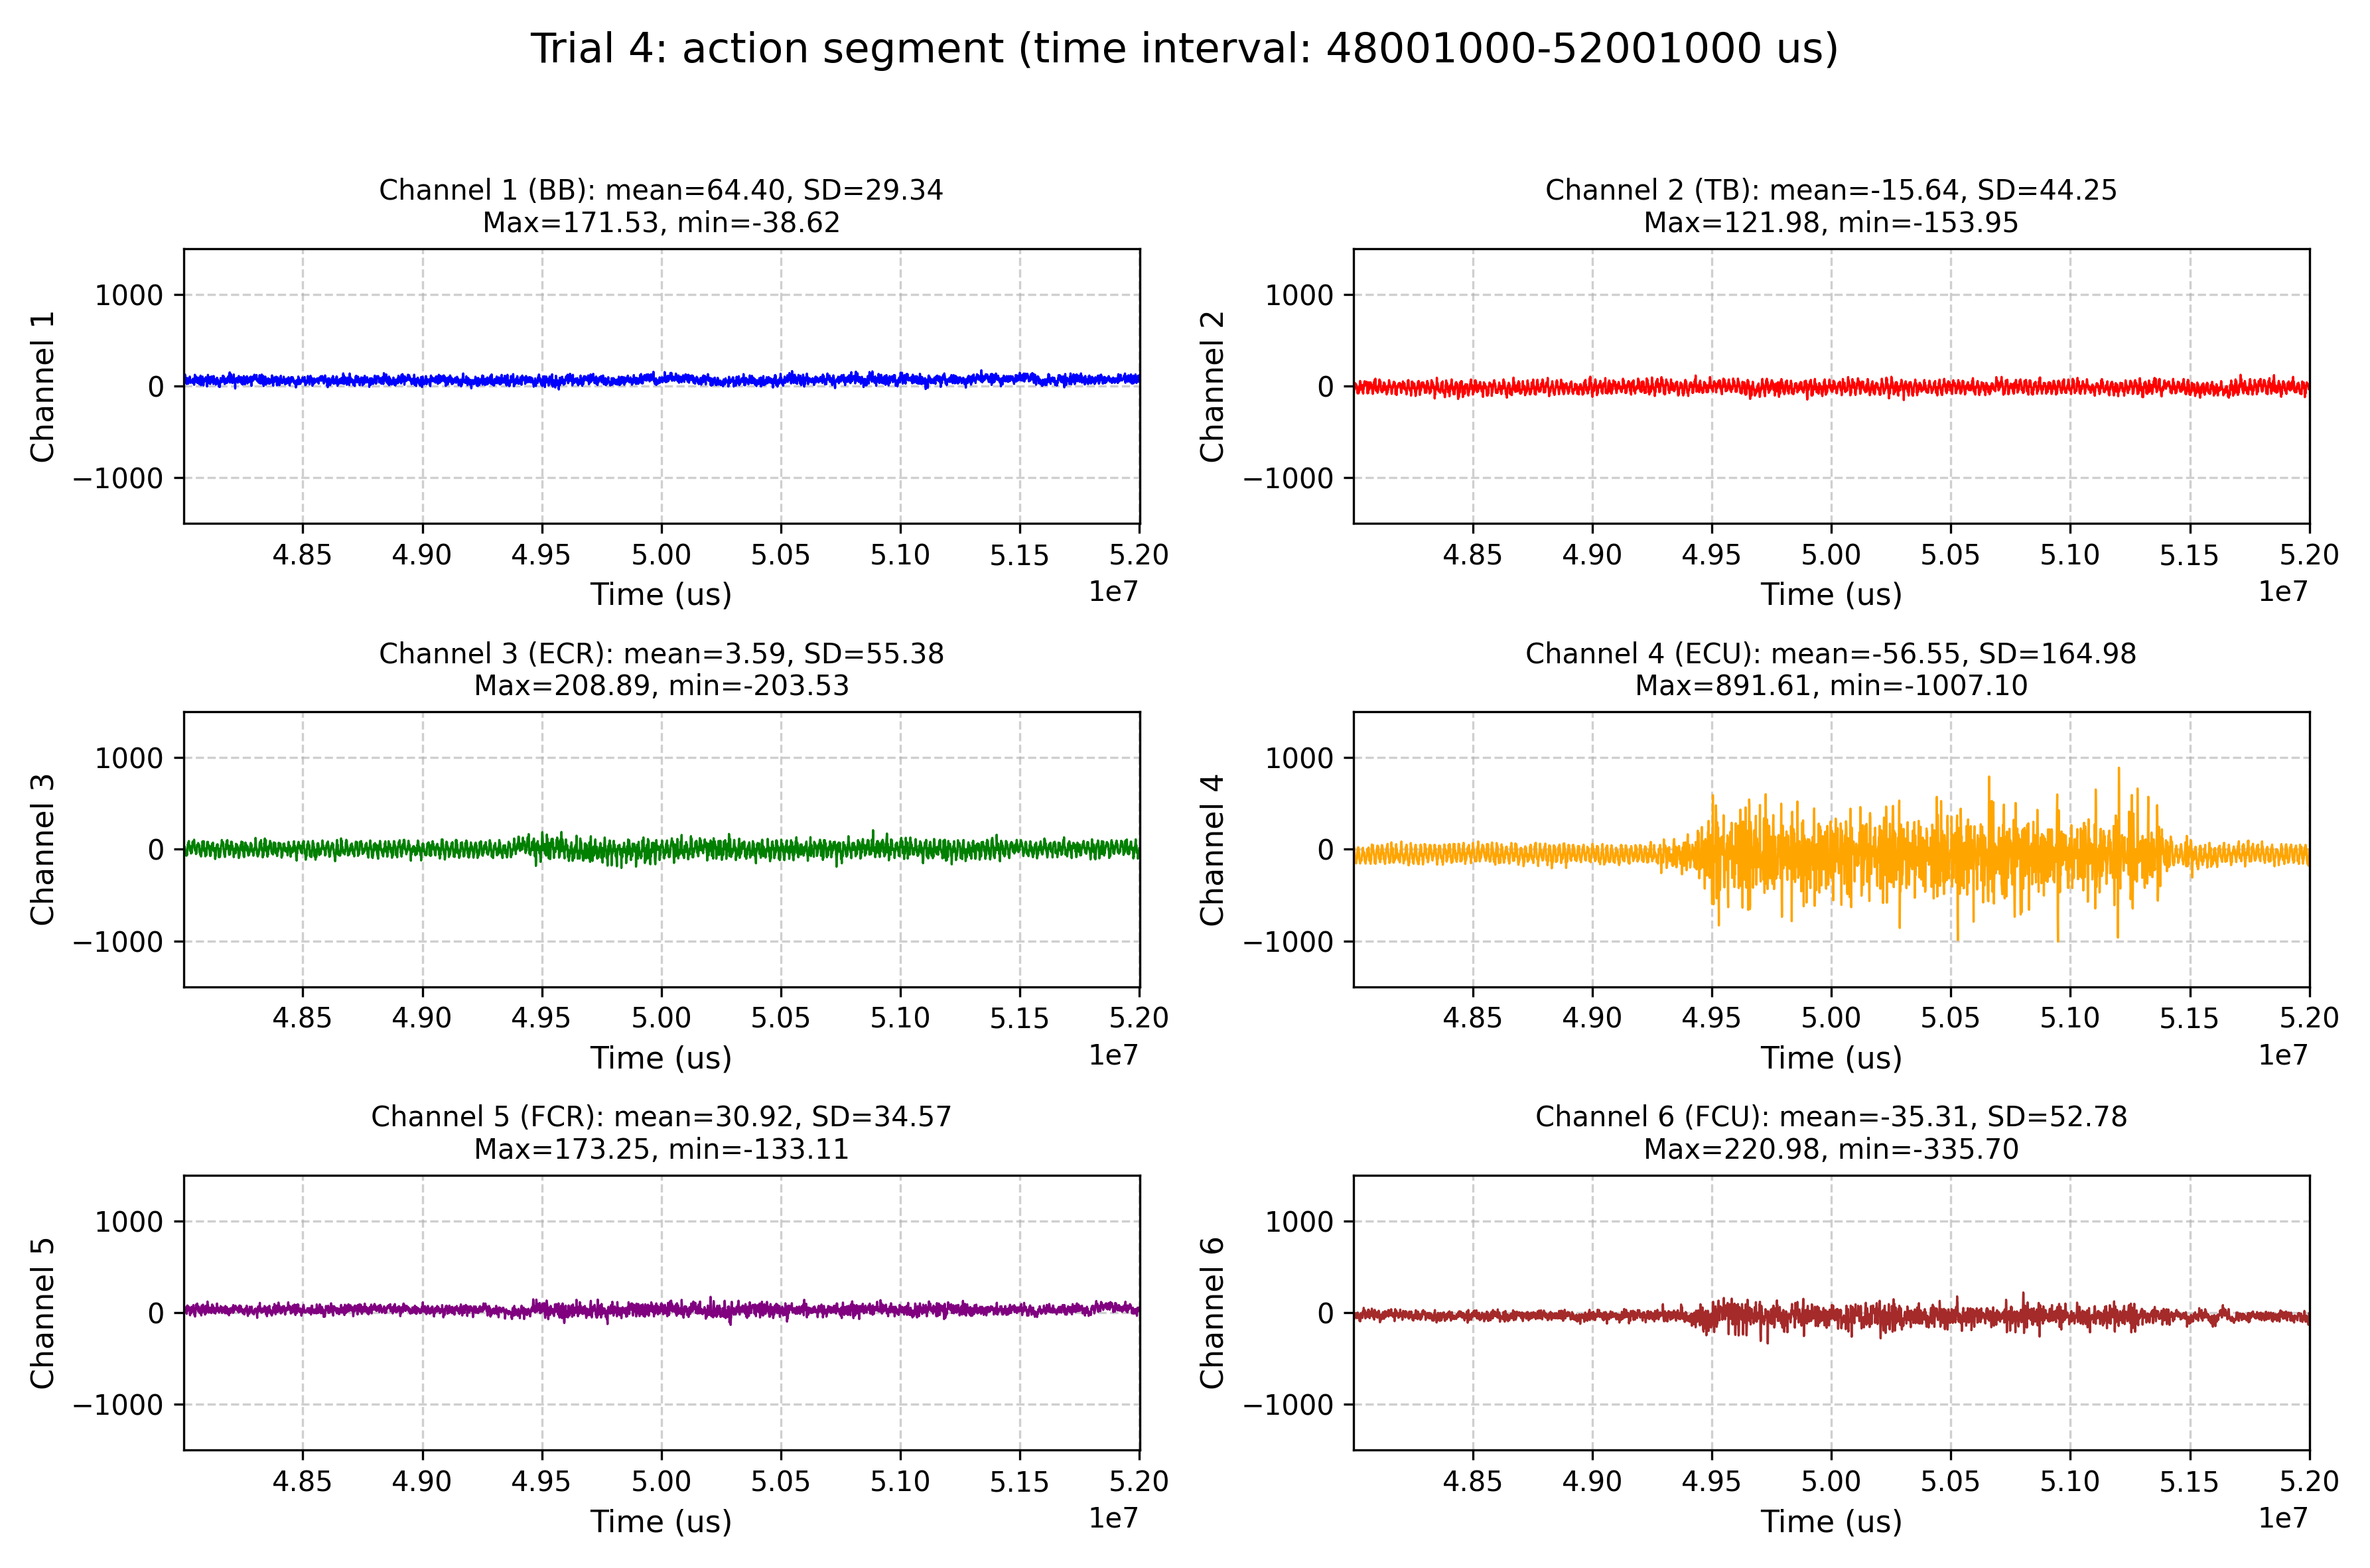 Trial 4: action segment (time interval: 48001000-52001000 us)
Channel 1 (BB): mean=64.40, SD=29.34
Max=171.53, min=-38.62
Channel 1
1000
0
−1000
4.85 4.90 4.95 5.00 5.05 5.10 5.15 5.20
1e7
Time (us)
Channel 2 (TB): mean=-15.64, SD=44.25
Max=121.98, min=-153.95
Channel 2
1000
0
−1000
4.85 4.90 4.95 5.00 5.05 5.10 5.15 5.20
1e7
Time (us)
Channel 3 (ECR): mean=3.59, SD=55.38
Max=208.89, min=-203.53
Channel 3
1000
0
−1000
4.85 4.90 4.95 5.00 5.05 5.10 5.15 5.20
1e7
Time (us)
Channel 4 (ECU): mean=-56.55, SD=164.98
Max=891.61, min=-1007.10
Channel 4
1000
0
−1000
4.85 4.90 4.95 5.00 5.05 5.10 5.15 5.20
1e7
Time (us)
Channel 5 (FCR): mean=30.92, SD=34.57
Max=173.25, min=-133.11
Channel 5
1000
0
−1000
4.85 4.90 4.95 5.00 5.05 5.10 5.15 5.20
1e7
Time (us)
Channel 6 (FCU): mean=-35.31, SD=52.78
Max=220.98, min=-335.70
Channel 6
1000
0
−1000
4.85 4.90 4.95 5.00 5.05 5.10 5.15 5.20
1e7
Time (us)